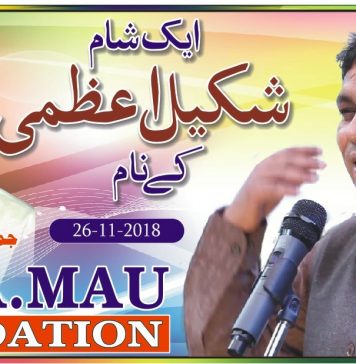 ایک شام
شکیل اعظمی
کے نام
26-11-2018
.MAU
DATION